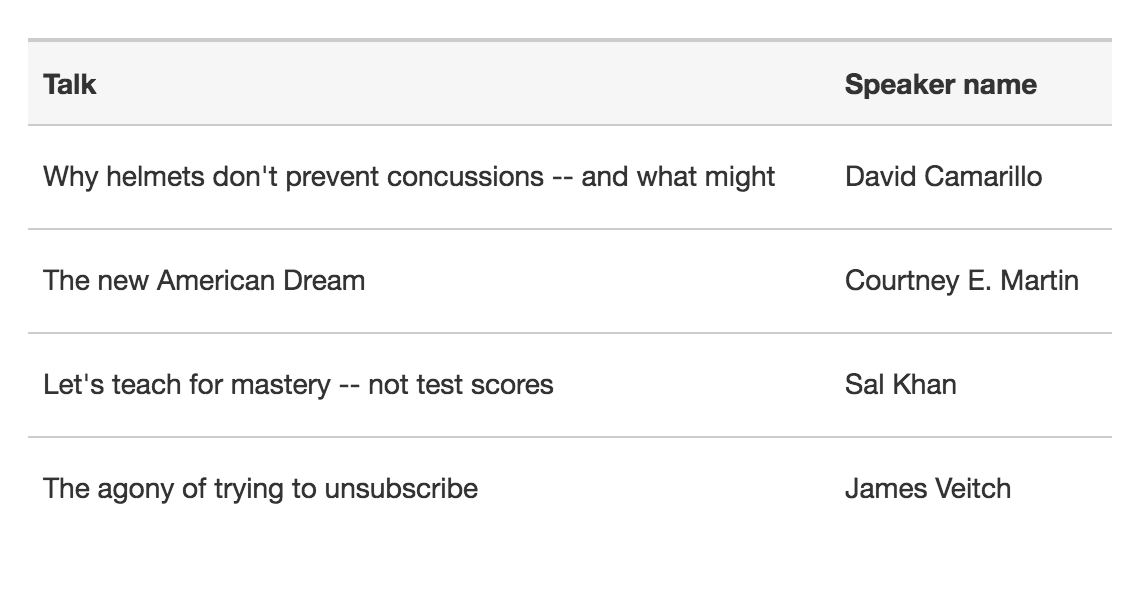 Talk Speaker name
Why helmets don't prevent concussions -- and what might David Camarillo
The new American Dream Courtney E. Martin
Let's teach for mastery -- not test scores Sal Khan
The agony of trying to unsubscribe James Veitch